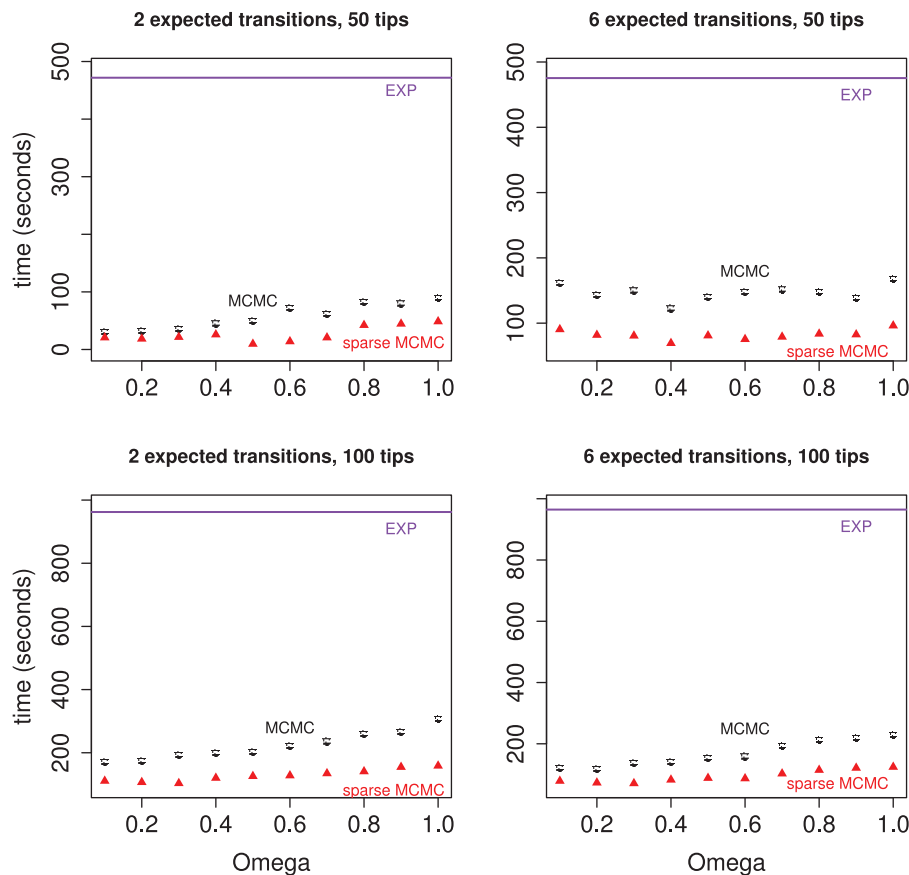 2 expected transitions, 50 tips
time (seconds)
0
100
300
500
0.2
0.4
0.6
0.8
1.0
EXP
MCMC
sparse MCMC
6 expected transitions, 50 tips
100
200
300
400
500
0.2
0.4
0.6
0.8
1.0
EXP
MCMC
sparse MCMC
2 expected transitions, 100 tips
time (seconds)
200
400
600
800
0.2
0.4
0.6
0.8
1.0
Omega
EXP
MCMC
sparse MCMC
6 expected transitions, 100 tips
200
400
600
800
0.2
0.4
0.6
0.8
1.0
Omega
EXP
MCMC
sparse MCMC